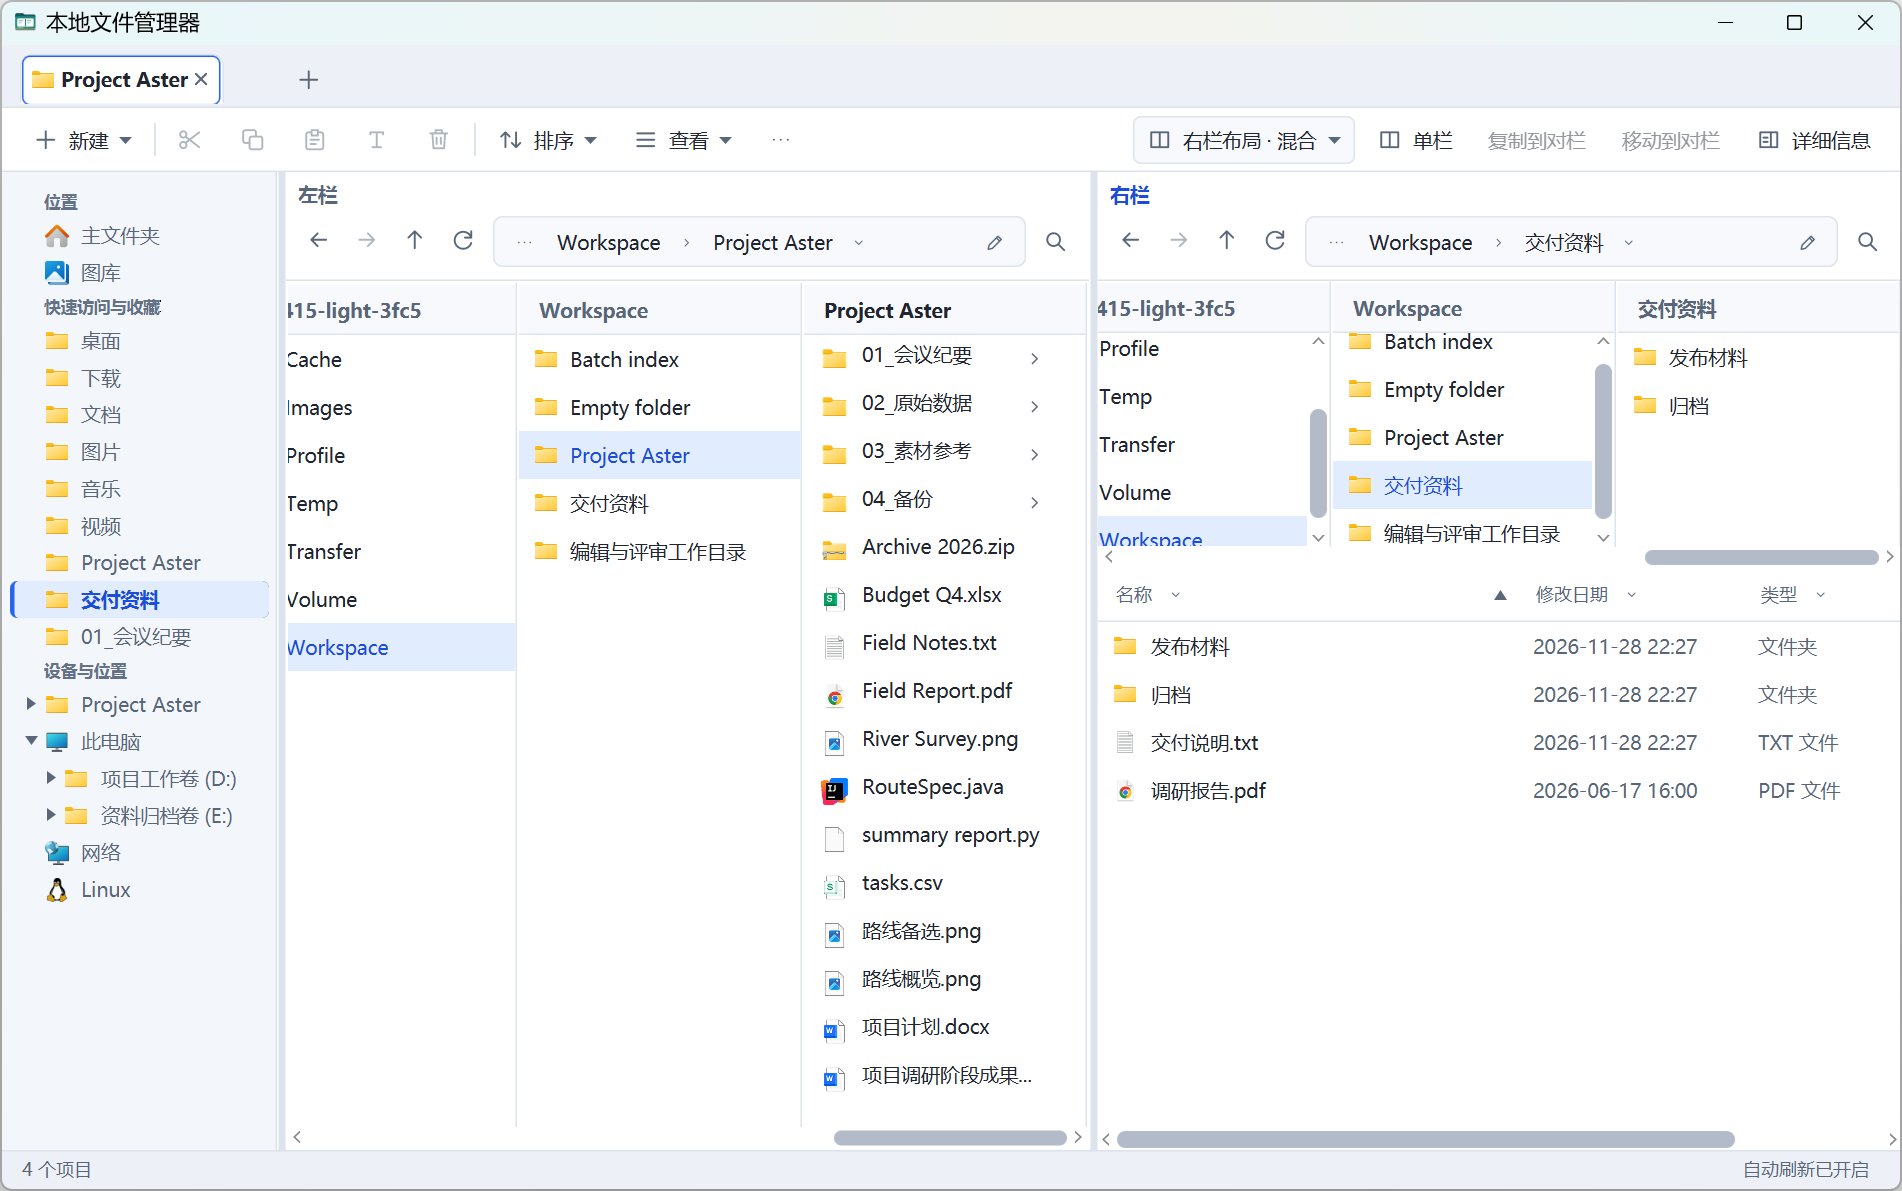 本地文件管理器
Project Aster
新建
排序
查看
···
右栏布局 · 混合
单栏
复制到对栏
移动到对栏
详细信息
位置
主文件夹
图库
快速访问与收藏
桌面
下载
文档
图片
音乐
视频
Project Aster
交付资料
01_会议纪要
设备与位置
Project Aster
此电脑
项目工作卷 (D:)
资料归档卷 (E:)
网络
Linux
左栏
··· Workspace Project Aster
415-light-3fc5
Cache
Images
Profile
Temp
Transfer
Volume
Workspace
Workspace
Batch index
Empty folder
Project Aster
交付资料
编辑与评审工作目录
Project Aster
01_会议纪要
02_原始数据
03_素材参考
04_备份
Archive 2026.zip
Budget Q4.xlsx
Field Notes.txt
Field Report.pdf
River Survey.png
RouteSpec.java
summary report.py
tasks.csv
路线备选.png
路线概览.png
项目计划.docx
项目调研阶段成果...
右栏
··· Workspace 交付资料
415-light-3fc5
Profile
Temp
Transfer
Volume
Workspace
Workspace
Batch index
Empty folder
Project Aster
交付资料
编辑与评审工作目录
交付资料
发布材料
归档
名称 修改日期 类型
发布材料 2026-11-28 22:27 文件夹
归档 2026-11-28 22:27 文件夹
交付说明.txt 2026-11-28 22:27 TXT 文件
调研报告.pdf 2026-06-17 16:00 PDF 文件
4 个项目
自动刷新已开启